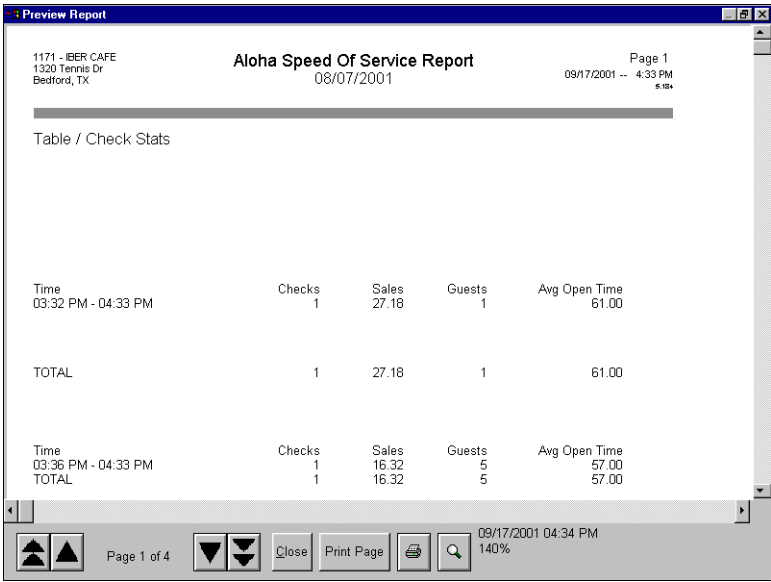 Preview Report
1171 - IBER CAFE Aloha Speed Of Service Report Page 1
1320 Tennis Dr 08/07/2001 09/17/2001 -- 4:33 PM
Bedford, TX
Table / Check Stats
Time Checks Sales Guests Avg Open Time
03:32 PM - 04:33 PM 1 27.18 1 61.00
TOTAL 1 27.18 1 61.00
Time Checks Sales Guests Avg Open Time
03:36 PM - 04:33 PM 1 16.32 5 57.00
TOTAL 1 16.32 5 57.00
Page 1 of 4 Close Print Page 09/17/2001 04:34 PM
140%